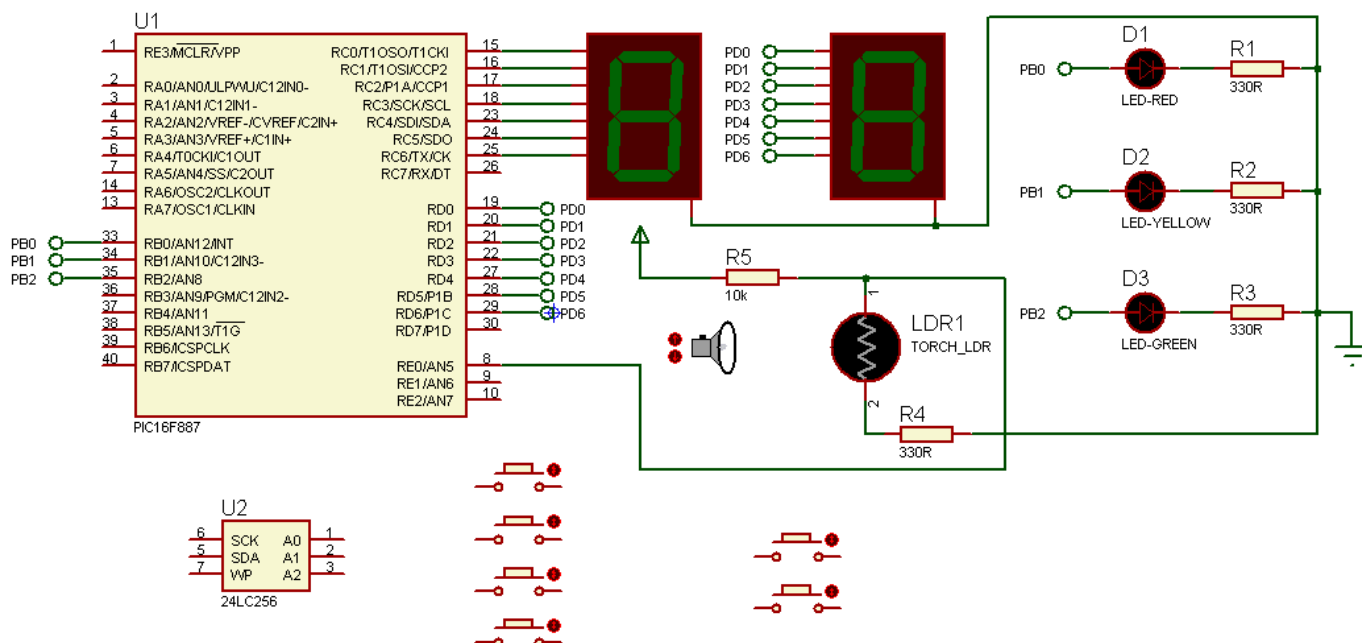 U1
1 RE3/MCLR/VPP
2 RA0/AN0/ULPWU/C12IN0-
3 RA1/AN1/C12IN1-
4 RA2/AN2/VREF-/CVREF/C2IN+
5 RA3/AN3/VREF+/C1IN+
6 RA4/T0CKI/C1OUT
7 RA5/AN4/SS/C2OUT
14 RA6/OSC2/CLKOUT
13 RA7/OSC1/CLKIN
PB0 33 RB0/AN12/INT
PB1 34 RB1/AN10/C12IN3-
PB2 35 RB2/AN8
36 RB3/AN9/PGM/C12IN2-
37 RB4/AN11
38 RB5/AN13/T1G
39 RB6/ICSPCLK
40 RB7/ICSPDAT
RC0/T1OSO/T1CKI 15
RC1/T1OSI/CCP2 16
RC2/P1A/CCP1 17
RC3/SCK/SCL 18
RC4/SDI/SDA 23
RC5/SDO 24
RC6/TX/CK 25
RC7/RX/DT 26
RD0 19 PD0
RD1 20 PD1
RD2 21 PD2
RD3 22 PD3
RD4 27 PD4
RD5/P1B 28 PD5
RD6/P1C 29 PD6
RD7/P1D 30
RE0/AN5 8
RE1/AN6 9
RE2/AN7 10
PIC16F887
PD0
PD1
PD2
PD3
PD4
PD5
PD6
R5
10k
1
LDR1
TORCH_LDR
2
R4
330R
D1
PB0
LED-RED
R1
330R
D2
PB1
LED-YELLOW
R2
330R
D3
PB2
LED-GREEN
R3
330R
U2
6 SCK A0 1
5 SDA A1 2
7 WP A2 3
24LC256